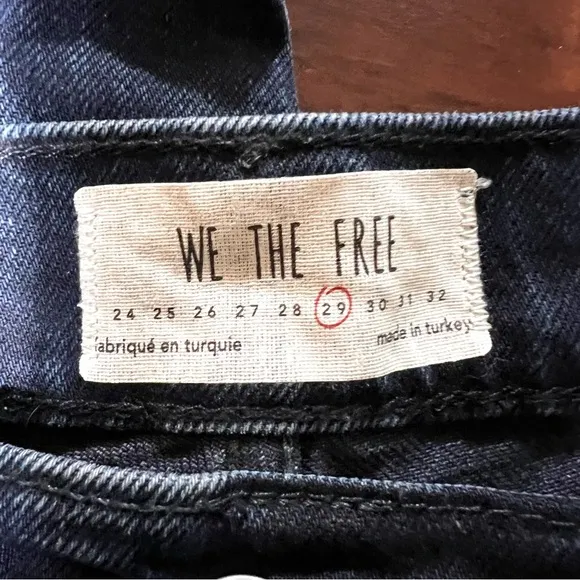 WE THE FREE
24 25 26 27 28 29 30 31 32
fabriqué en turquie
made in turkey